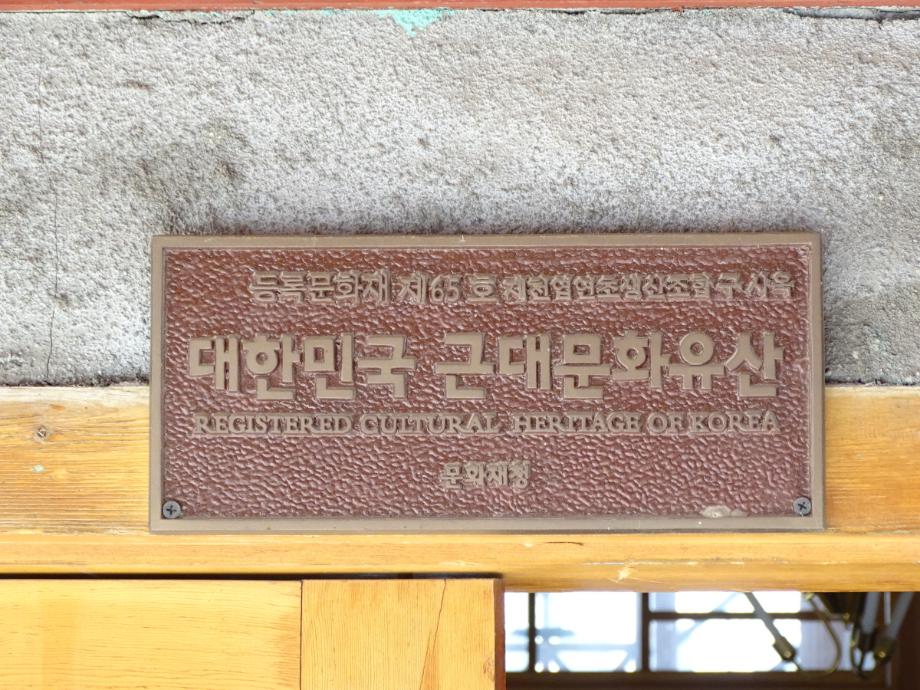 등록문화재 제65호 제천엽연초생산조합 구 사옥
대한민국 근대문화유산
REGISTERED CULTURAL HERITAGE OF KOREA
문화재청